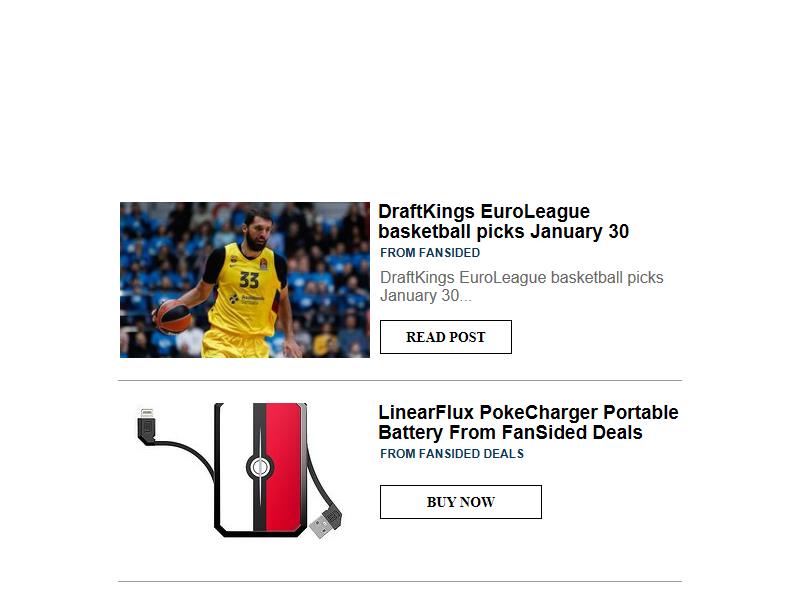 33
DraftKings EuroLeague
basketball picks January 30
FROM FANSIDED
DraftKings EuroLeague basketball picks
January 30...
READ POST
LinearFlux PokeCharger Portable
Battery From FanSided Deals
FROM FANSIDED DEALS
BUY NOW